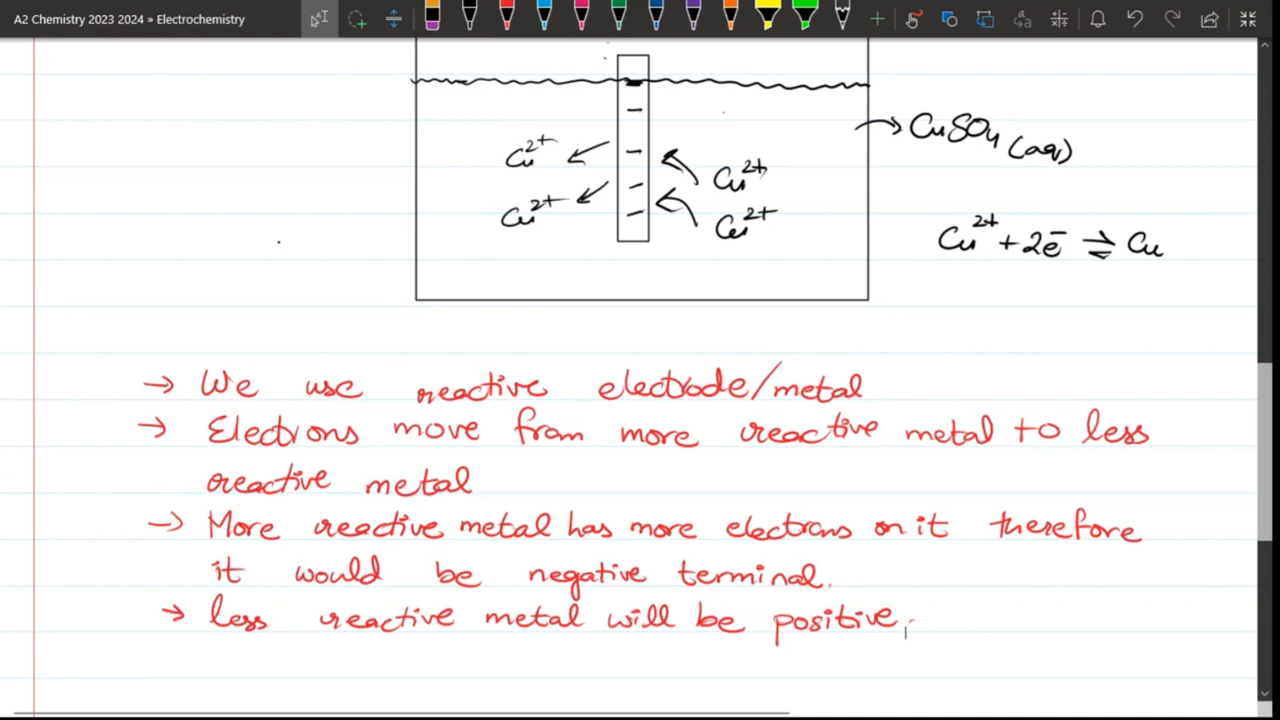 A2 Chemistry 2023 2024 » Electrochemistry
CuSO₄ (aq)
Cu²⁺ Cu²⁺
Cu²⁺ Cu²⁺
Cu²⁺ + 2e⁻ ⇌ Cu
→ We use reactive electrode/metal
→ Electrons move from more reactive metal to less
reactive metal
→ More reactive metal has more electrons on it therefore
it would be negative terminal.
→ less reactive metal will be positive.